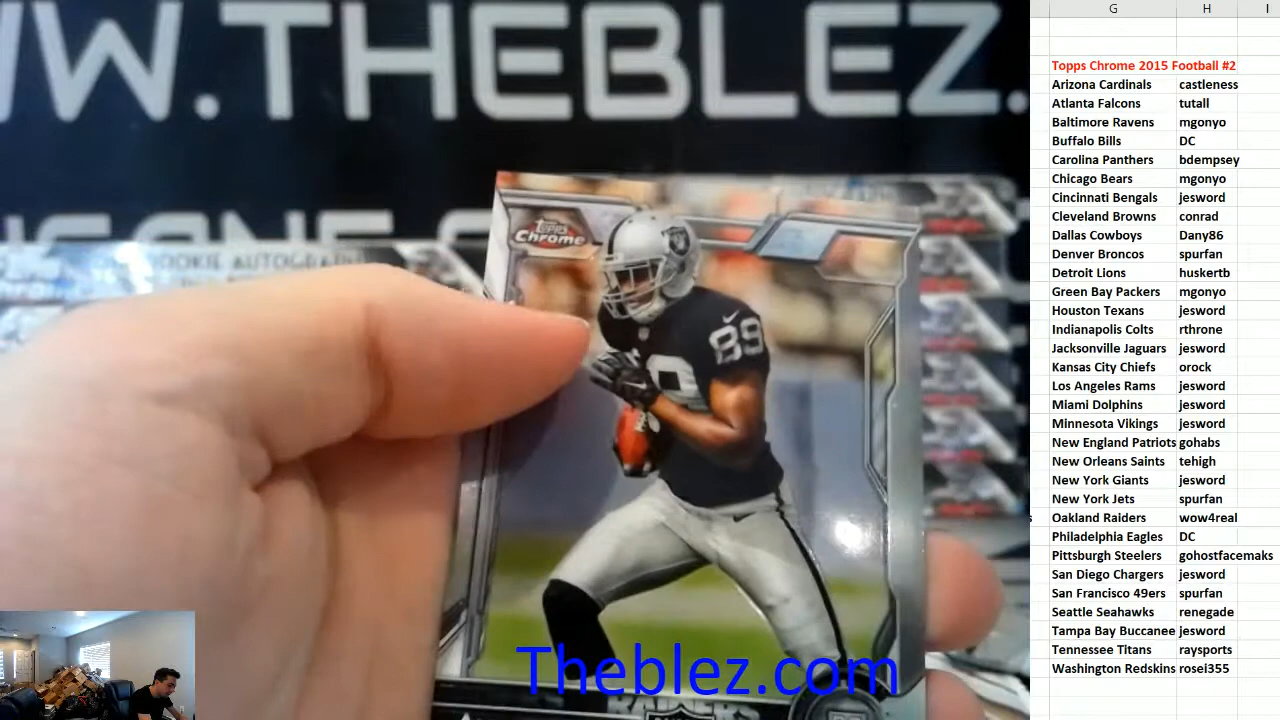 WWW.THEBLEZ.
ROOKIE AUTOGRAPH
Topps
Chrome
89
Theblez.com
RAIDERS
G H I
Topps Chrome 2015 Football #2
Arizona Cardinals castleness
Atlanta Falcons tutall
Baltimore Ravens mgonyo
Buffalo Bills DC
Carolina Panthers bdempsey
Chicago Bears mgonyo
Cincinnati Bengals jesword
Cleveland Browns conrad
Dallas Cowboys Dany86
Denver Broncos spurfan
Detroit Lions huskertb
Green Bay Packers mgonyo
Houston Texans jesword
Indianapolis Colts rthrone
Jacksonville Jaguars jesword
Kansas City Chiefs orock
Los Angeles Rams jesword
Miami Dolphins jesword
Minnesota Vikings jesword
New England Patriots gohabs
New Orleans Saints tehigh
New York Giants jesword
New York Jets spurfan
Oakland Raiders wow4real
Philadelphia Eagles DC
Pittsburgh Steelers gohostfacemaks
San Diego Chargers jesword
San Francisco 49ers spurfan
Seattle Seahawks renegade
Tampa Bay Buccanee jesword
Tennessee Titans raysports
Washington Redskins rosei355